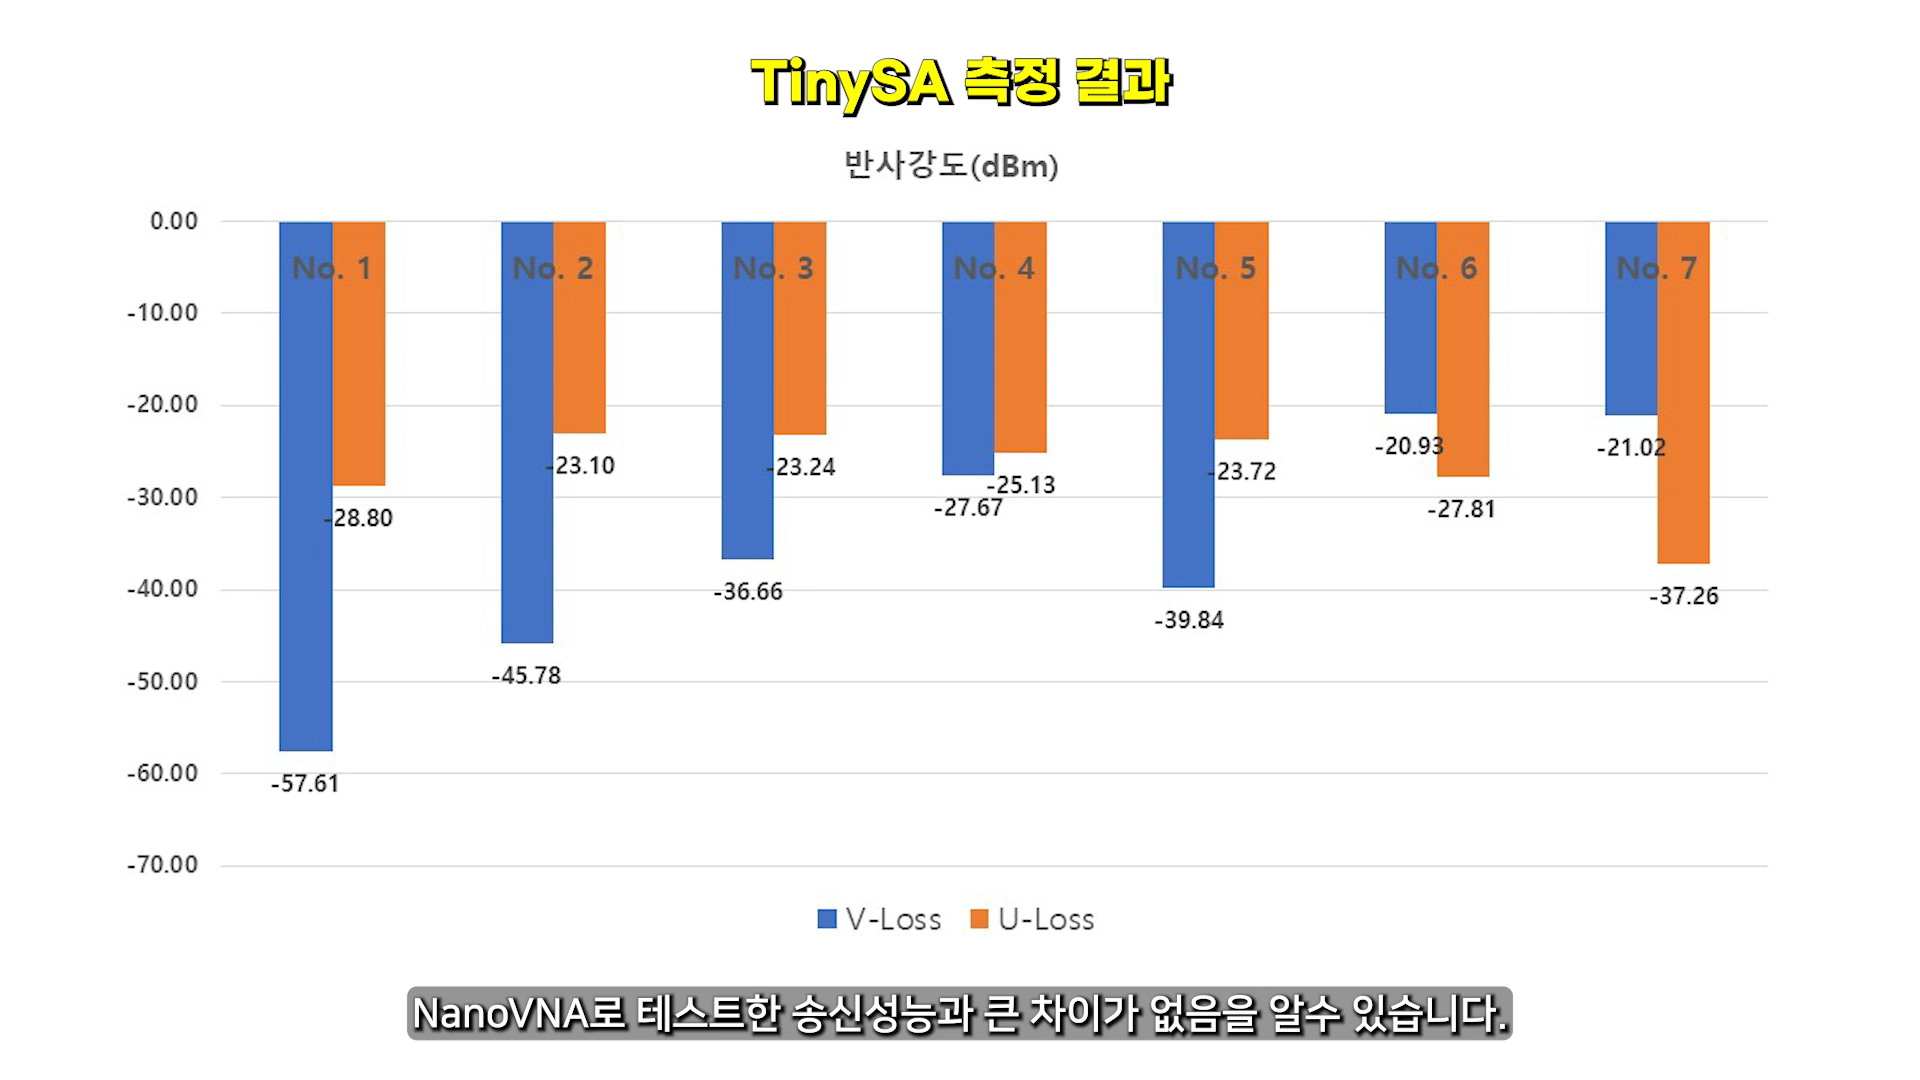 TinySA 측정 결과
반사강도(dBm)
0.00
No. 1 No. 2 No. 3 No. 4 No. 5 No. 6 No. 7
-10.00
-20.00
-20.93 -21.02
-23.10 -23.24 -23.72
-25.13
-30.00
-27.67 -27.81
-28.80
-40.00
-36.66 -37.26
-39.84
-50.00
-45.78
-60.00
-57.61
-70.00
V-Loss U-Loss
NanoVNA로 테스트한 송신성능과 큰 차이가 없음을 알수 있습니다.